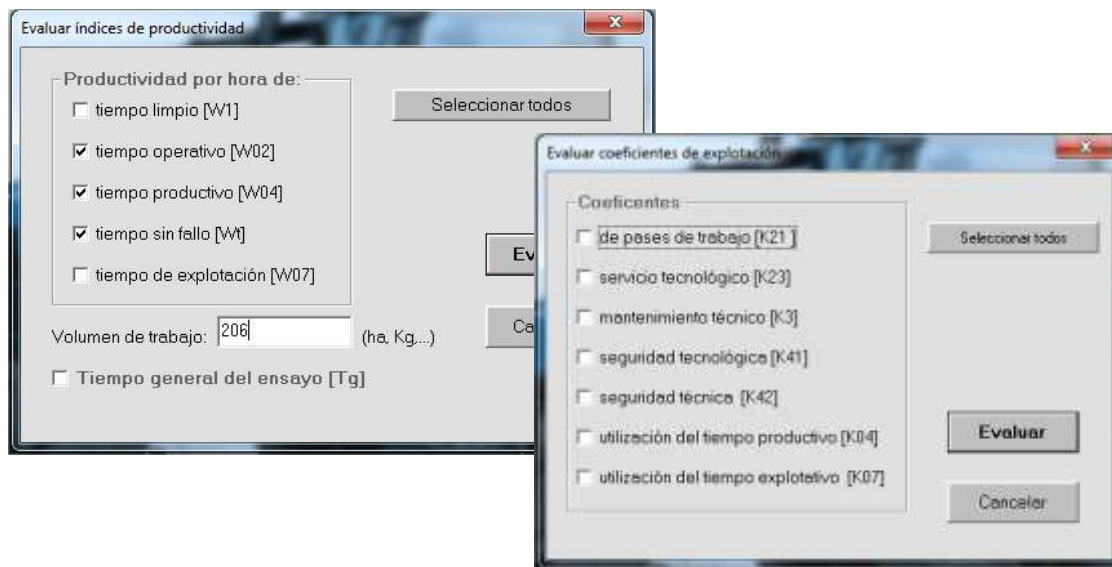 Evaluar índices de productividad
X
Productividad por hora de:
tiempo limpio [W1]
tiempo operativo [W02]
tiempo productivo [W04]
tiempo sin fallo [Wt]
tiempo de explotación [W07]
Seleccionar todos
Ev
Volumen de trabajo: 206 (ha, Kg,...)
Ca
Tiempo general del ensayo [Tg]
Evaluar coeficientes de explotación
X
Coeficentes
de pases de trabajo [K21 ]
servicio tecnológico [K23]
mantenimiento técnico [K3]
seguridad tecnológica [K41]
seguridad técnica [K42]
utilización del tiempo productivo [K04]
utilización del tiempo explotativo [K07]
Seleccionar todos
Evaluar
Cancelar